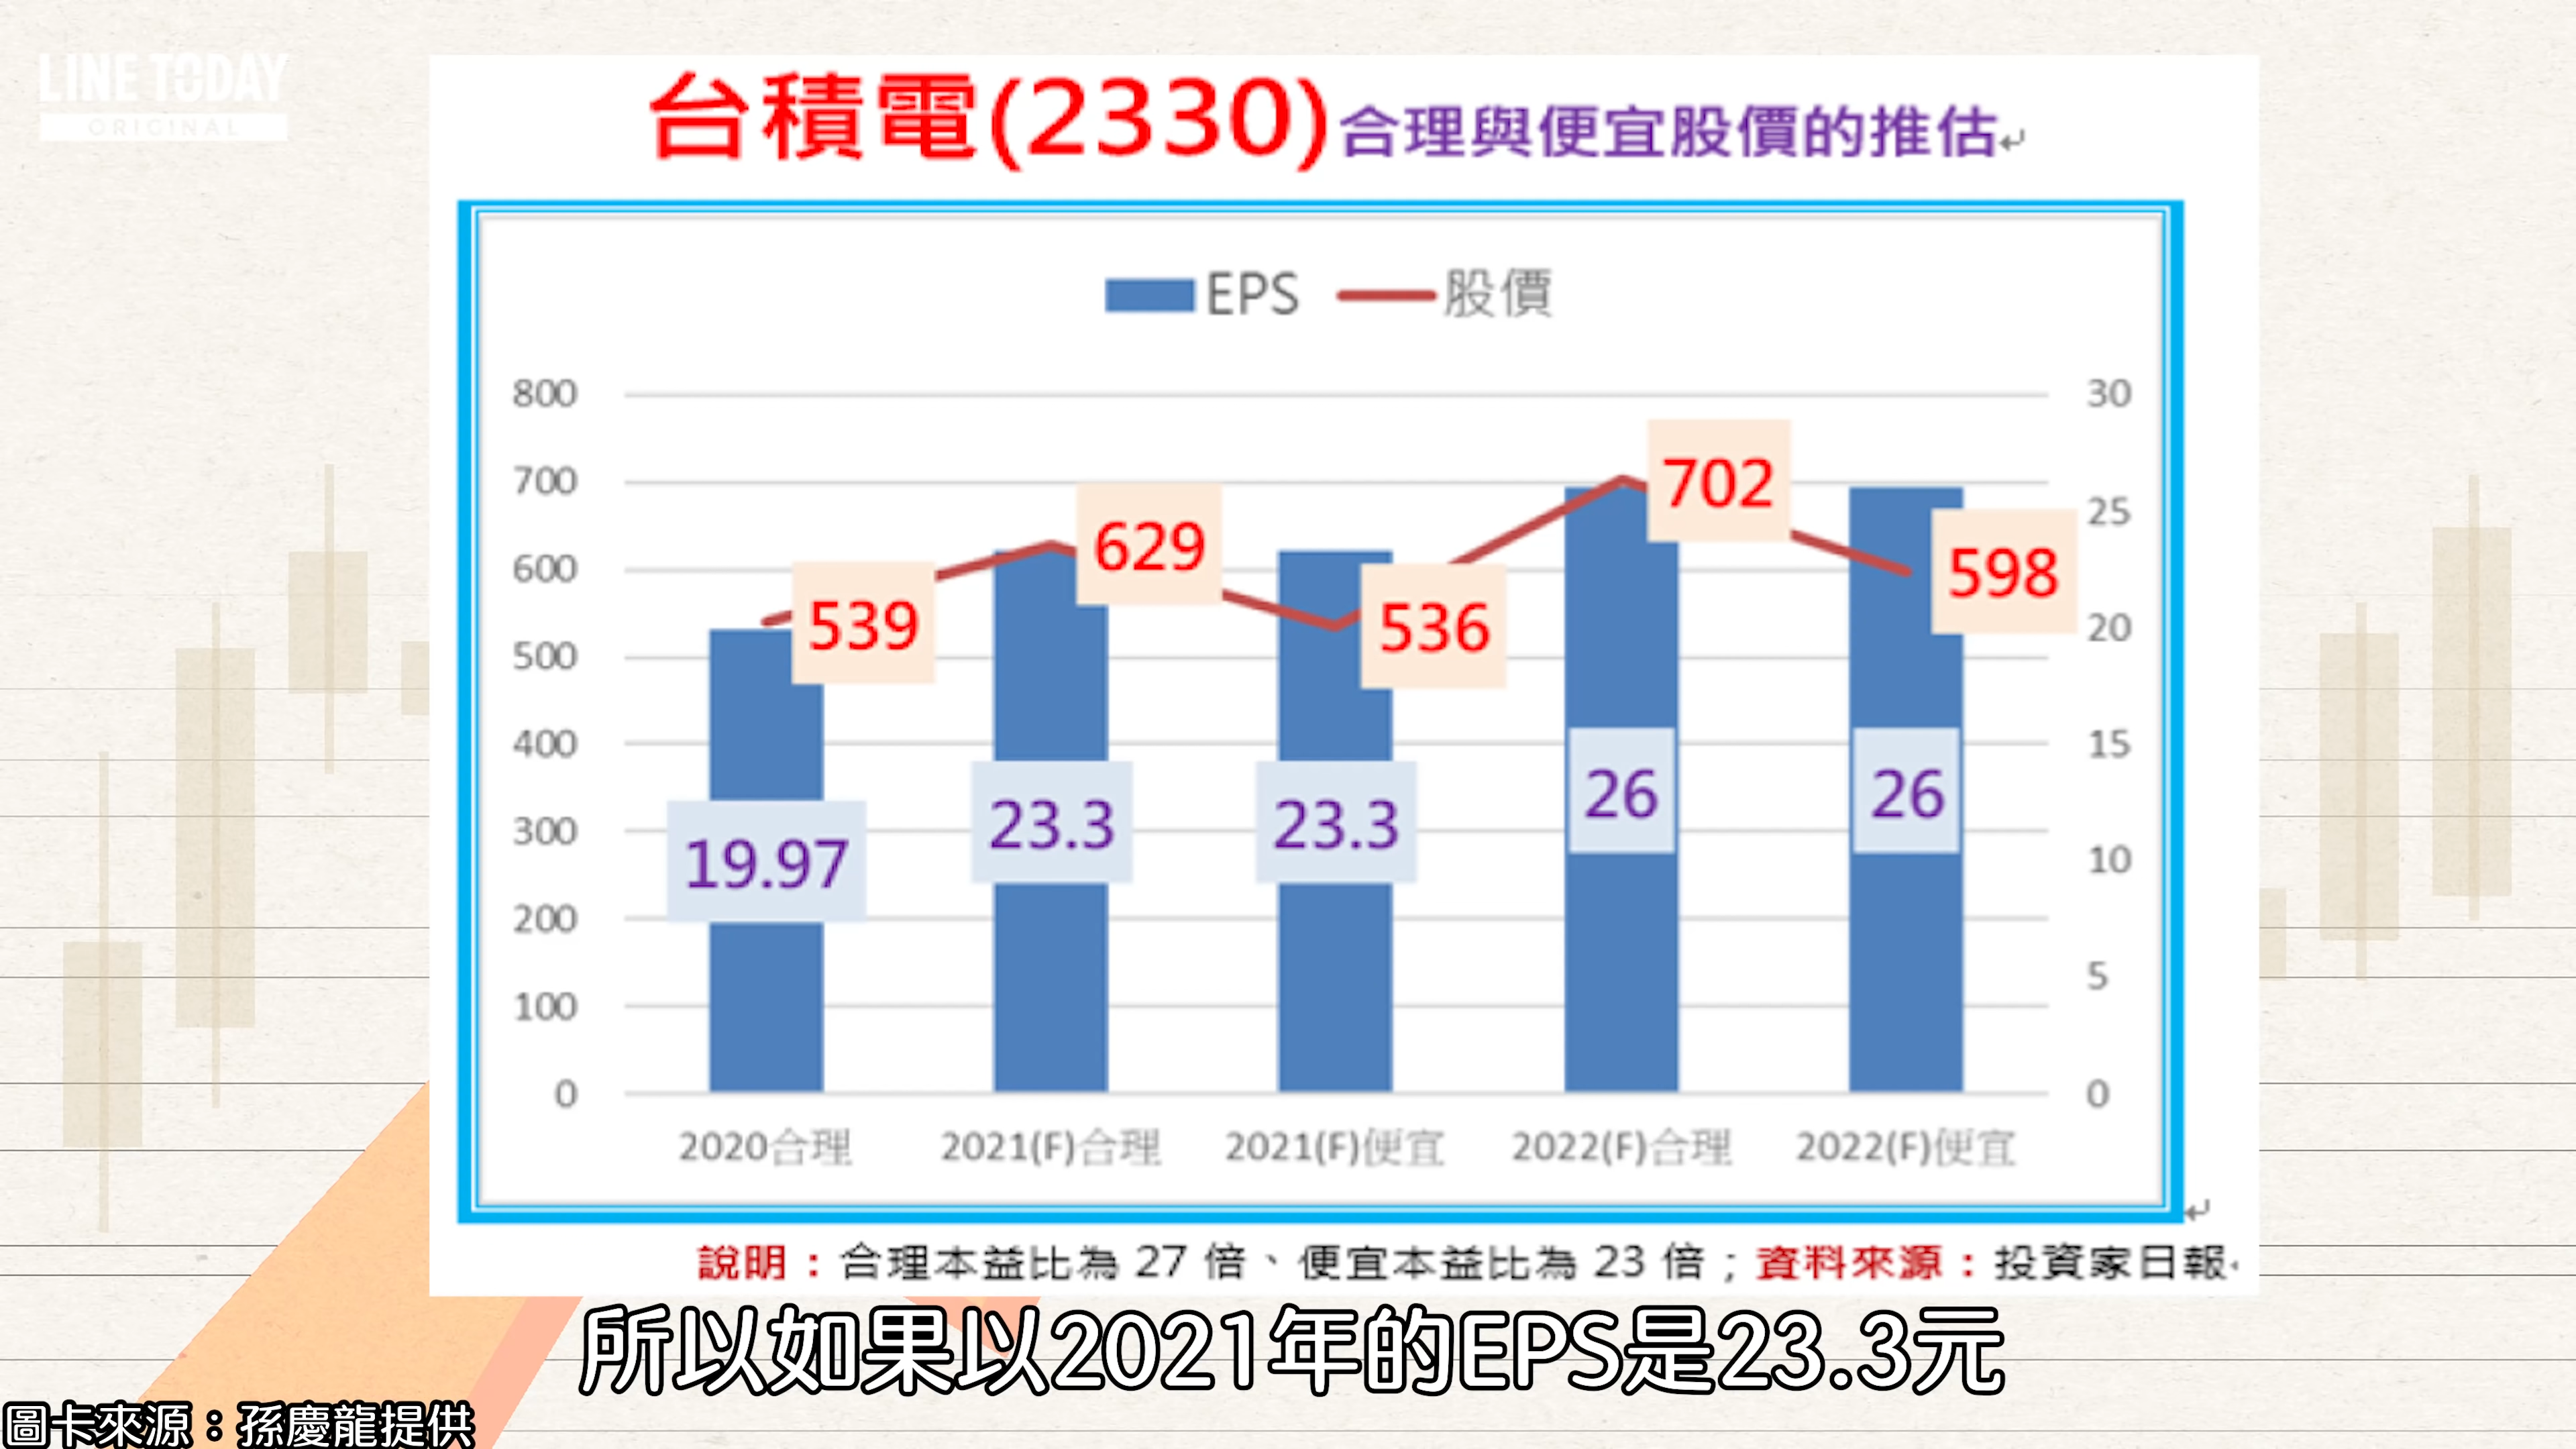 LINE TODAY
ORIGINAL
台積電(2330)合理與便宜股價的推估
EPS 股價
800
700
600
500
400
300
200
100
0
30
25
20
15
10
5
0
539
629
536
702
598
19.97
23.3
23.3
26
26
2020合理
2021(F)合理
2021(F)便宜
2022(F)合理
2022(F)便宜
說明：合理本益比為 27 倍、便宜本益比為 23 倍；資料來源：投資家日報
所以如果以2021年的EPS是23.3元
圖卡來源：孫慶龍提供